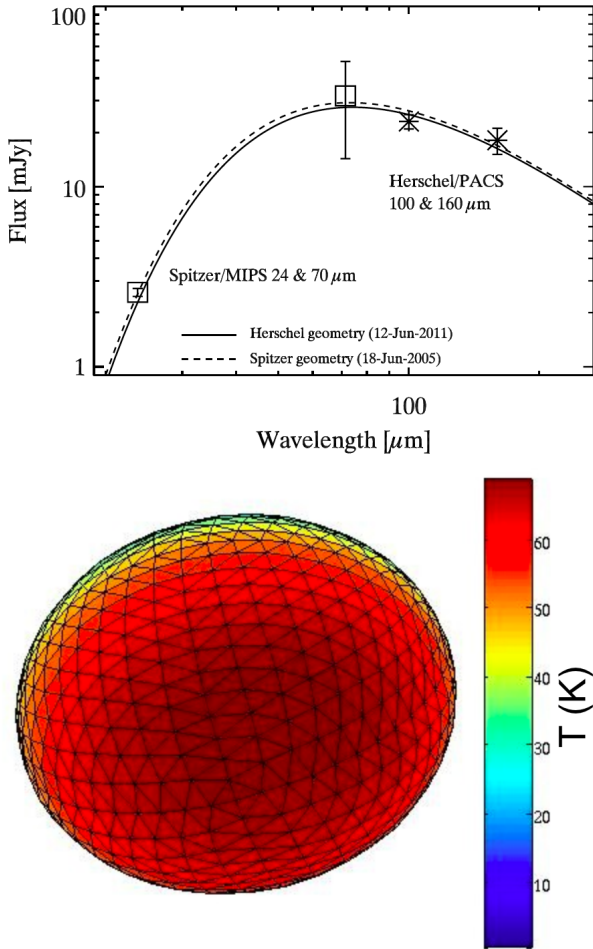 100
10
1
Flux [mJy]
Herschel/PACS
100 & 160 μm
Spitzer/MIPS 24 & 70 μm
Herschel geometry (12-Jun-2011)
Spitzer geometry (18-Jun-2005)
100
Wavelength [μm]
60
50
40
30
20
10
T (K)